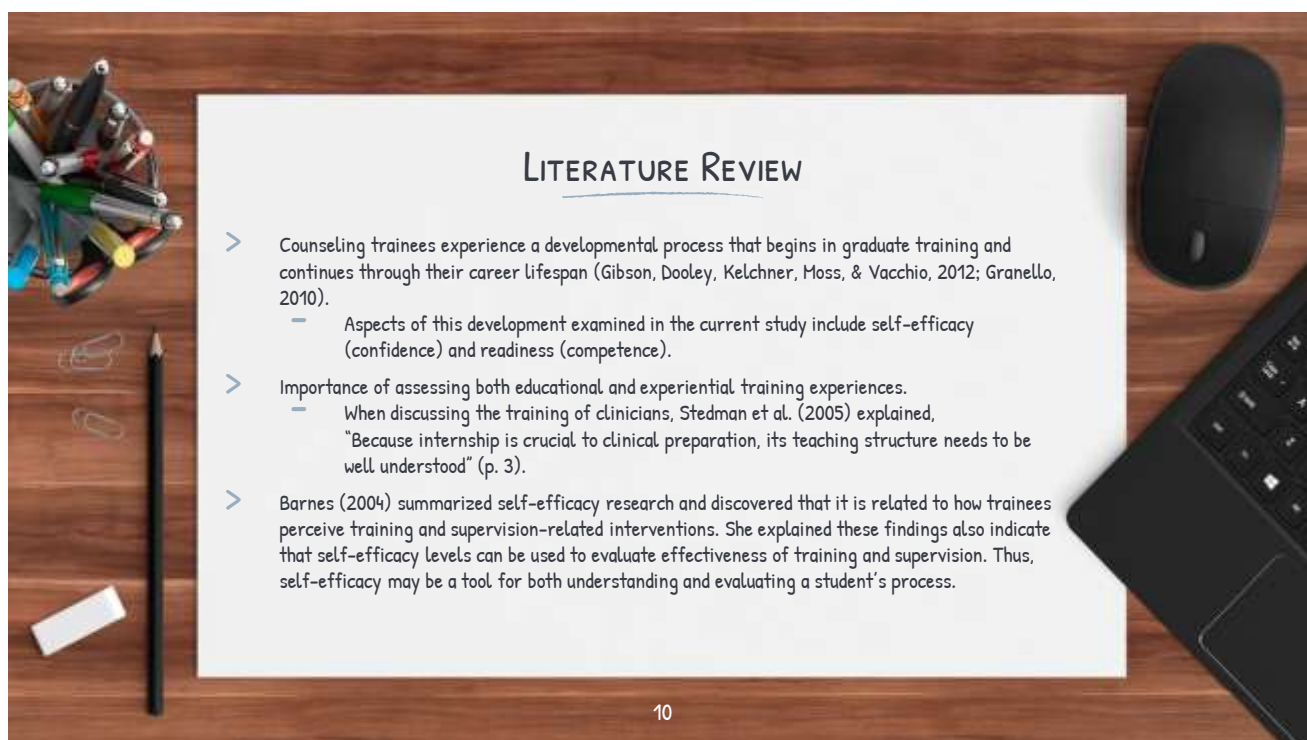 Literature Review
> Counseling trainees experience a developmental process that begins in graduate training and
continues through their career lifespan (Gibson, Dooley, Kelchner, Moss, & Vacchio, 2012; Granello,
2010).
– Aspects of this development examined in the current study include self-efficacy
(confidence) and readiness (competence).
> Importance of assessing both educational and experiential training experiences.
– When discussing the training of clinicians, Stedman et al. (2005) explained,
"Because internship is crucial to clinical preparation, its teaching structure needs to be
well understood" (p. 3).
> Barnes (2004) summarized self-efficacy research and discovered that it is related to how trainees
perceive training and supervision-related interventions. She explained these findings also indicate
that self-efficacy levels can be used to evaluate effectiveness of training and supervision. Thus,
self-efficacy may be a tool for both understanding and evaluating a student's process.
10